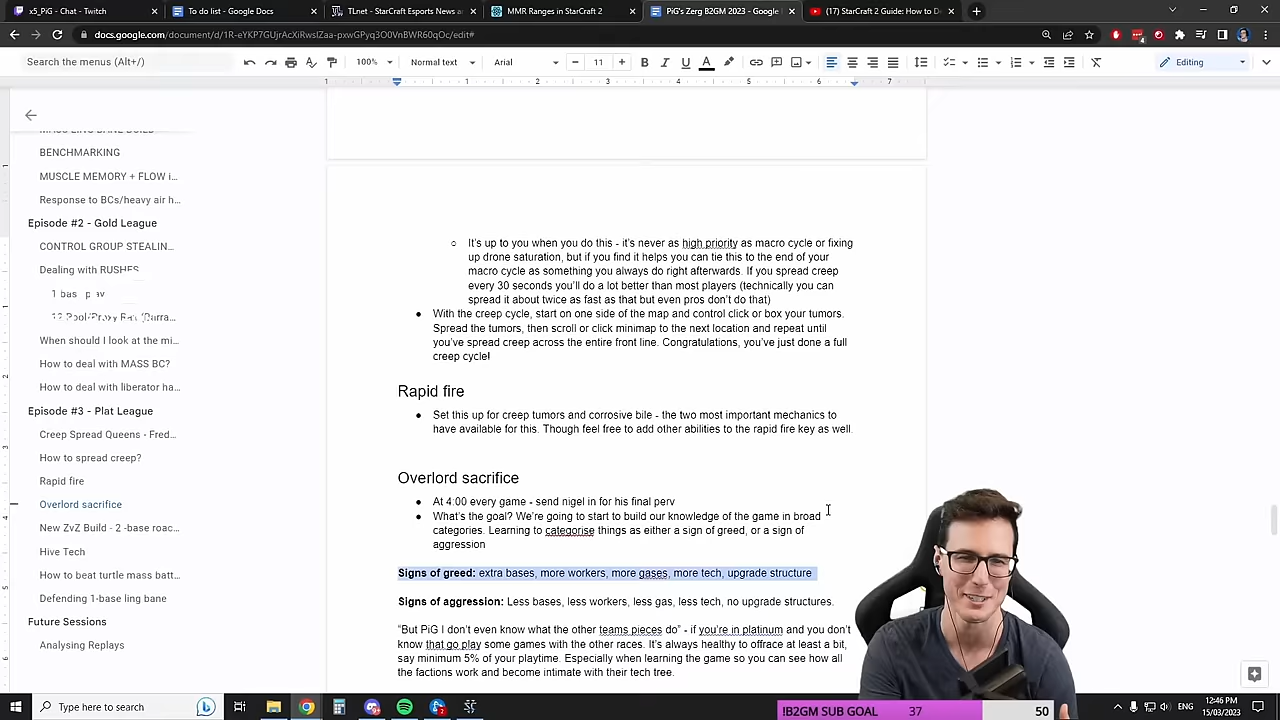 x5_PiG - Chat - Twitch
To do list - Google Docs
TLnet - StarCraft Esports News a
MMR Ranges in StarCraft 2
PiG's Zerg B2GM 2023 - Google
(17) StarCraft 2 Guide: How to D
docs.google.com/document/d/1R-eYKP7GUjrAcXiRwsIZaa-pxwGPyq3O0VnBWR60qOc/edit#
Search the menus (Alt+/)
100%
Normal text
Arial
11
Editing
1 1 2 3 4 5 6 7
BENCHMARKING
MUSCLE MEMORY + FLOW i...
Response to BCs/heavy air h...
Episode #2 - Gold League
CONTROL GROUP STEALIN...
Dealing with RUSHES
When should I look at the mi...
How to deal with MASS BC?
How to deal with liberator ha...
Episode #3 - Plat League
Creep Spread Queens - Fred...
How to spread creep?
Rapid fire
Overlord sacrifice
New ZvZ Build - 2 -base roac...
Hive Tech
How to beat turtle mass batt...
Defending 1-base ling bane
Future Sessions
Analysing Replays
It's up to you when you do this - it's never as high priority as macro cycle or fixing
up drone saturation, but if you find it helps you can tie this to the end of your
macro cycle as something you always do right afterwards. If you spread creep
every 30 seconds you'll do a lot better than most players (technically you can
spread it about twice as fast as that but even pros don't do that)
With the creep cycle, start on one side of the map and control click or box your tumors.
Spread the tumors, then scroll or click minimap to the next location and repeat until
you've spread creep across the entire front line. Congratulations, you've just done a full
creep cycle!
Rapid fire
Set this up for creep tumors and corrosive bile - the two most important mechanics to
have available for this. Though feel free to add other abilities to the rapid fire key as well.
Overlord sacrifice
At 4:00 every game - send nigel in for his final perv
What's the goal? We're going to start to build our knowledge of the game in broad
categories. Learning to categorise things as either a sign of greed, or a sign of
aggression
Signs of greed: extra bases, more workers, more gases, more tech, upgrade structure
Signs of aggression: Less bases, less workers, less gas, less tech, no upgrade structures.
"But PiG I don't even know what the other teams pieces do" - if you're in platinum and you don't
know that go play some games with the other races. It's always healthy to offrace at least a bit,
say minimum 5% of your playtime. Especially when learning the game so you can see how all
the factions work and become intimate with their tech tree.
Type here to search
ENG
12:46 PM
15/03/2023
!B2GM SUB GOAL 37 50